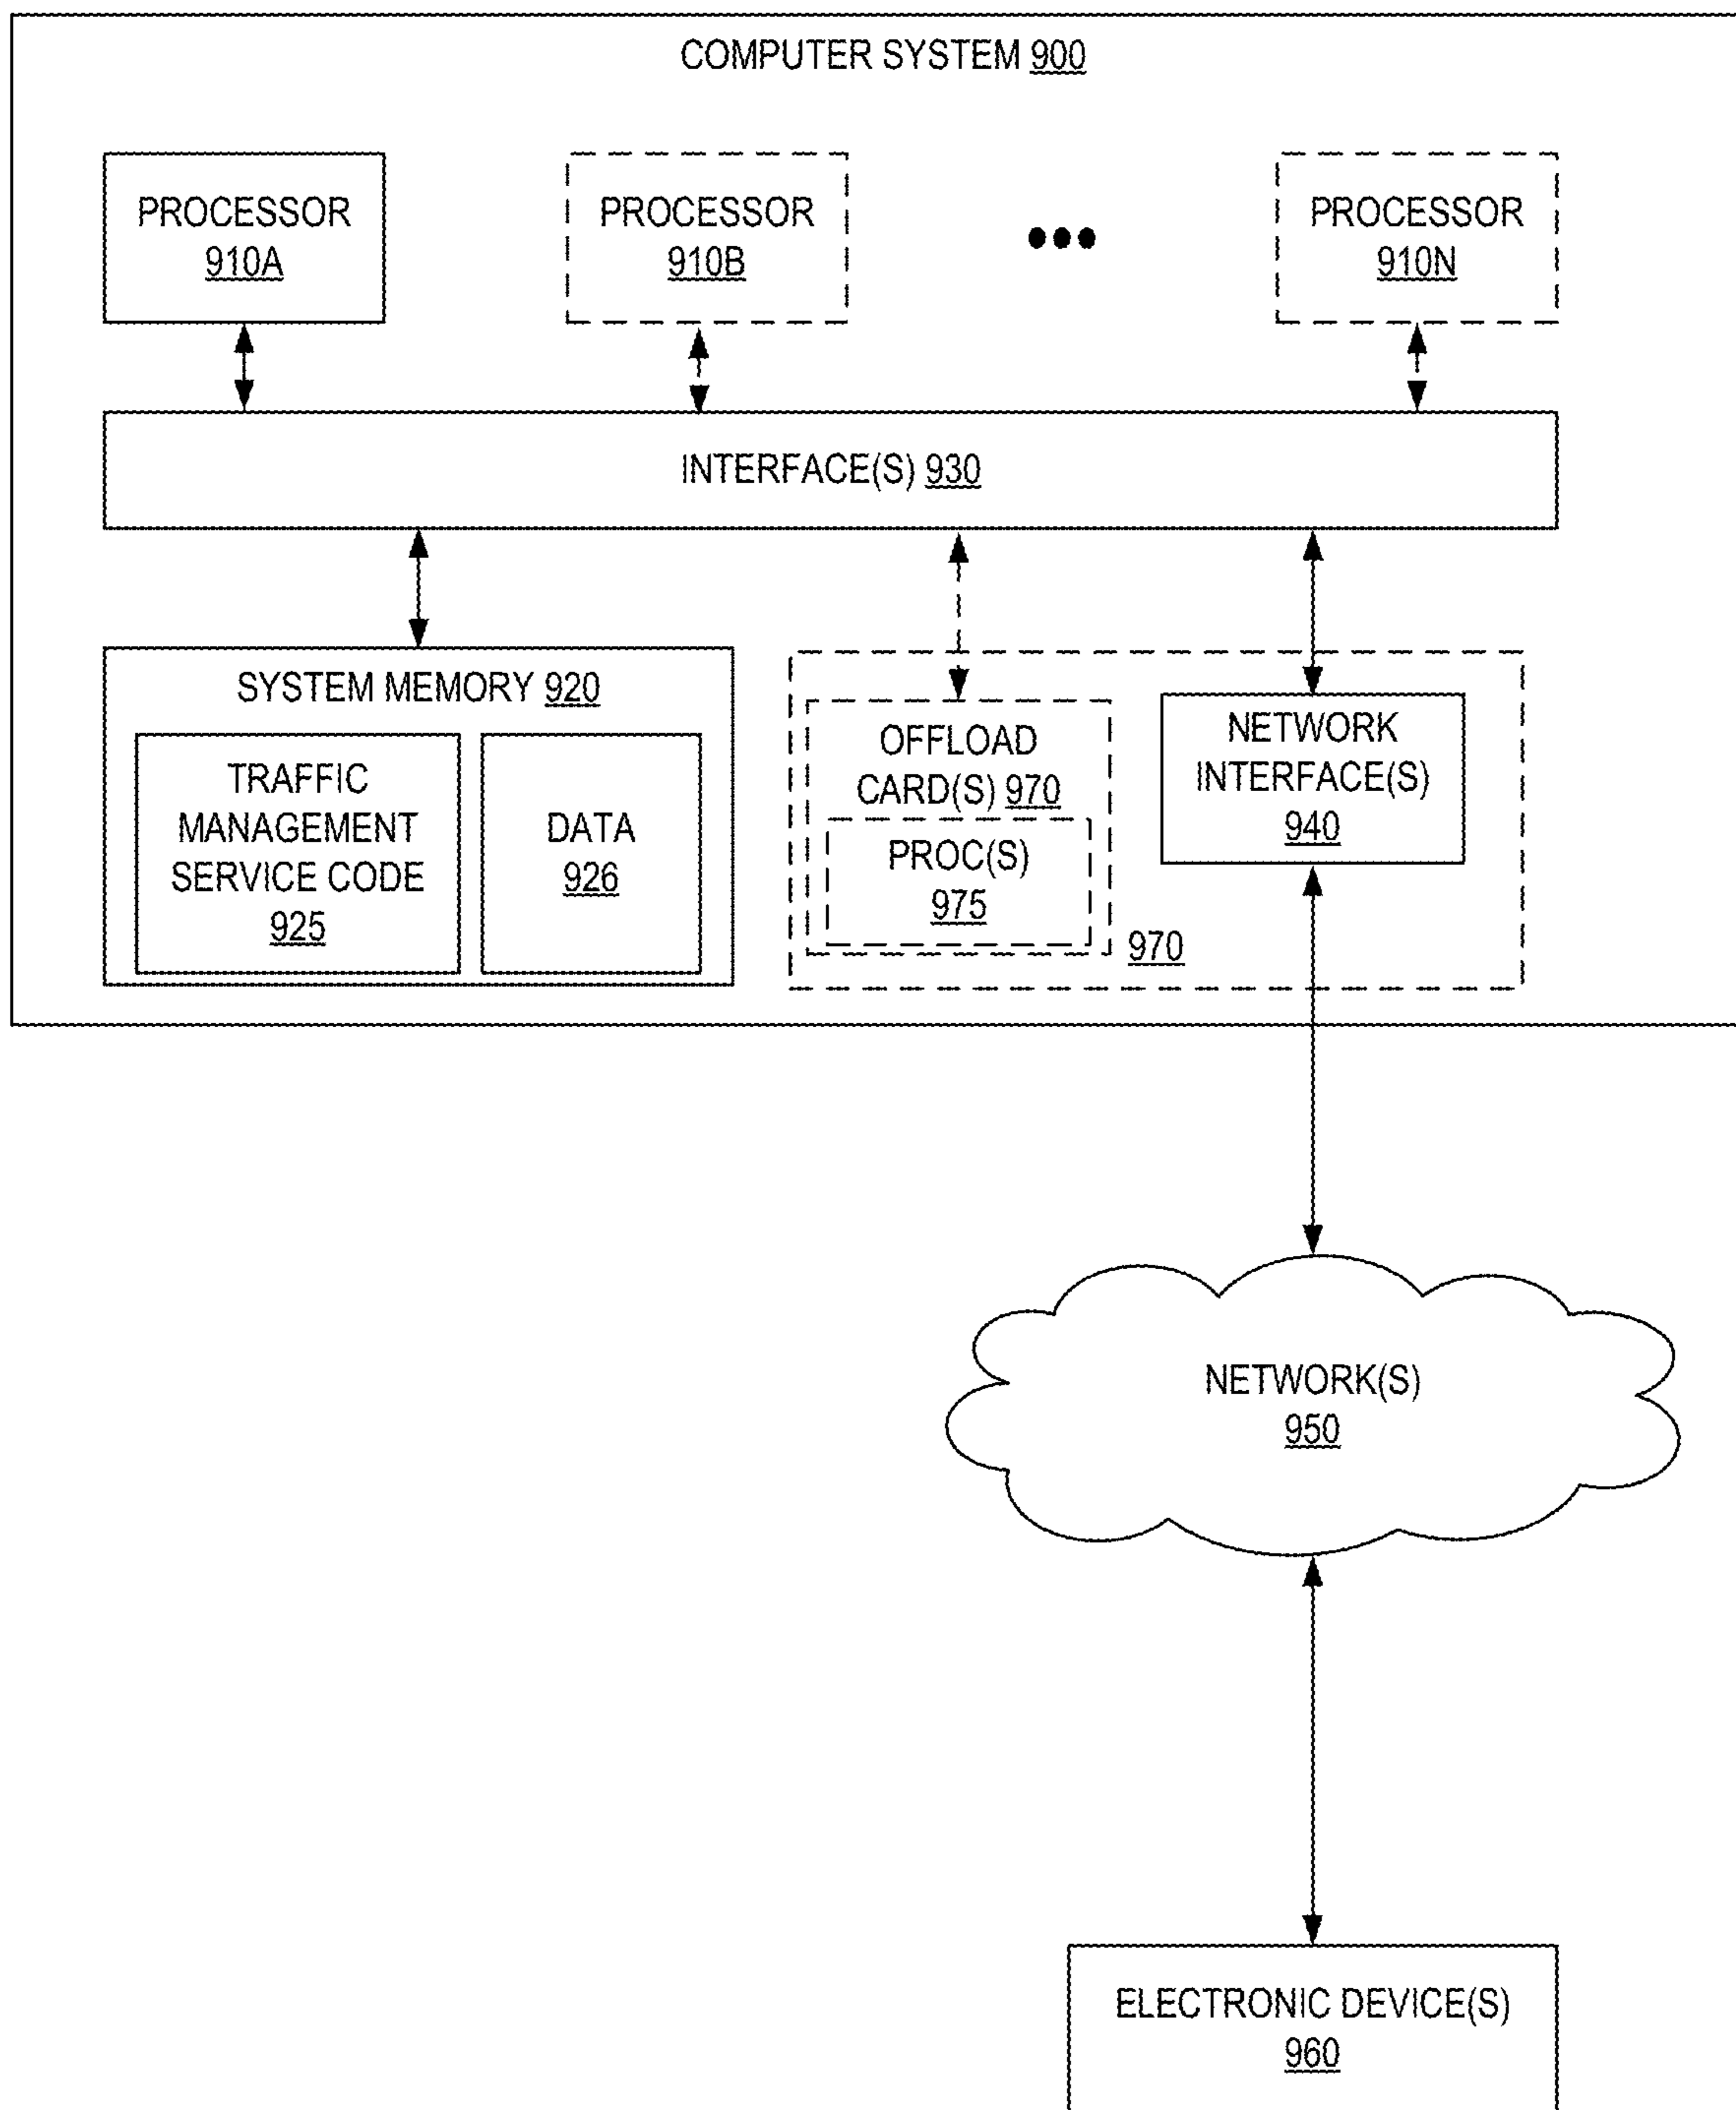 COMPUTER SYSTEM 900
PROCESSOR
910A
PROCESSOR
910B
PROCESSOR
910N
INTERFACE(S) 930
SYSTEM MEMORY 920
TRAFFIC
MANAGEMENT
SERVICE CODE
925
DATA
926
OFFLOAD
CARD(S) 970
PROC(S)
975
970
NETWORK
INTERFACE(S)
940
NETWORK(S)
950
ELECTRONIC DEVICE(S)
960